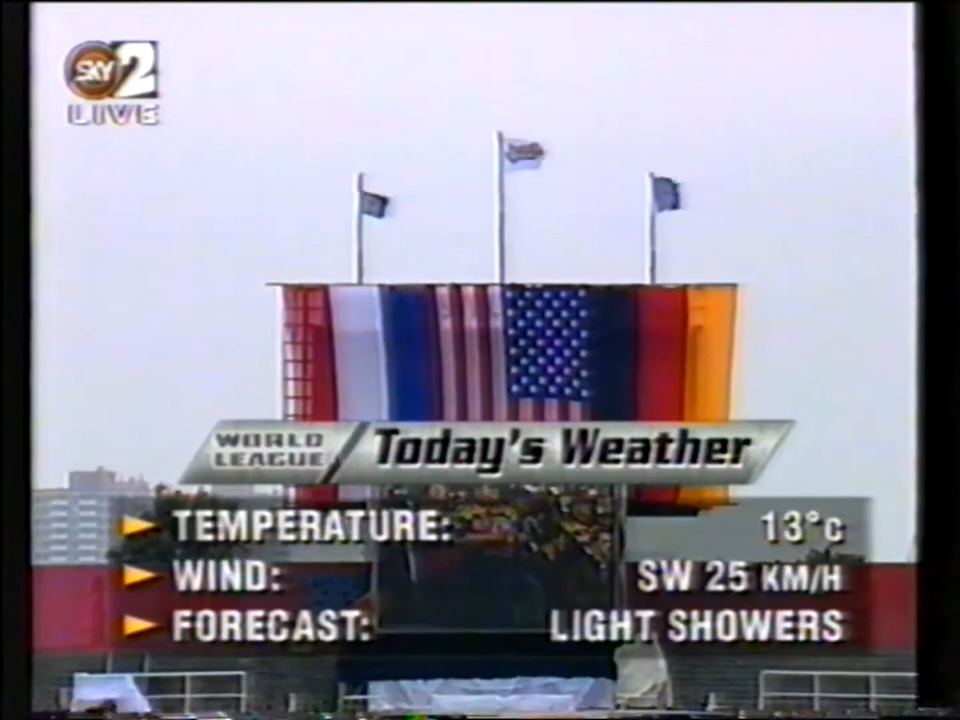 SKY 2
LIVE
WORLD LEAGUE
Today's Weather
TEMPERATURE: 13°C
WIND: SW 25 KM/H
FORECAST: LIGHT SHOWERS